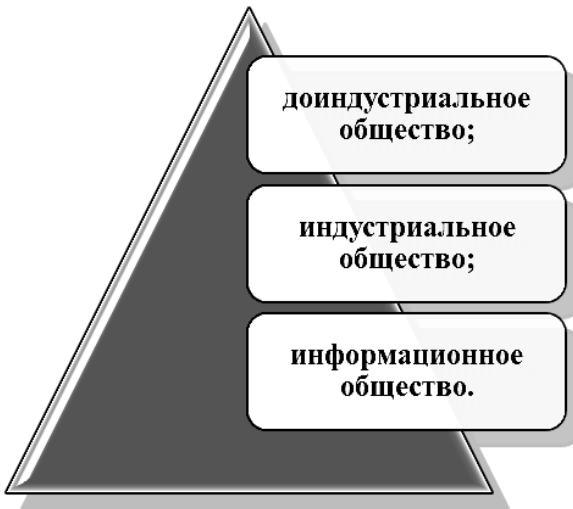 доиндустриальное
общество;
индустриальное
общество;
информационное
общество.